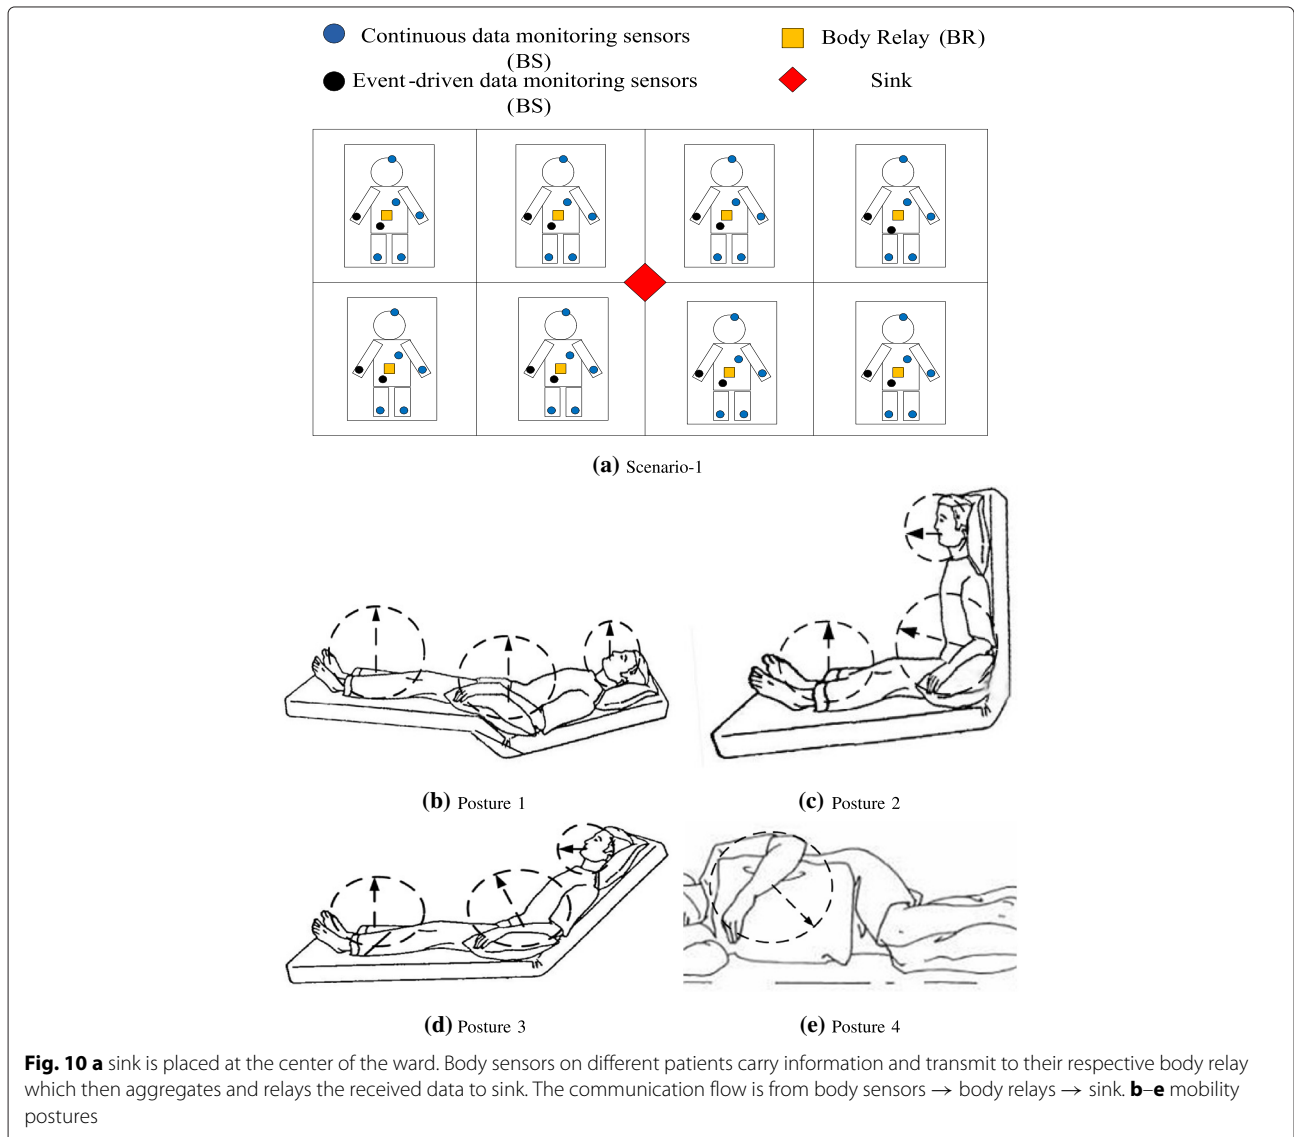 Continuous data monitoring sensors
(BS)
Body Relay (BR)
Event-driven data monitoring sensors
(BS)
Sink
(a) Scenario-1
(b) Posture 1
(c) Posture 2
(d) Posture 3
(e) Posture 4
Fig. 10 a sink is placed at the center of the ward. Body sensors on different patients carry information and transmit to their respective body relay
which then aggregates and relays the received data to sink. The communication flow is from body sensors → body relays → sink. b–e mobility
postures